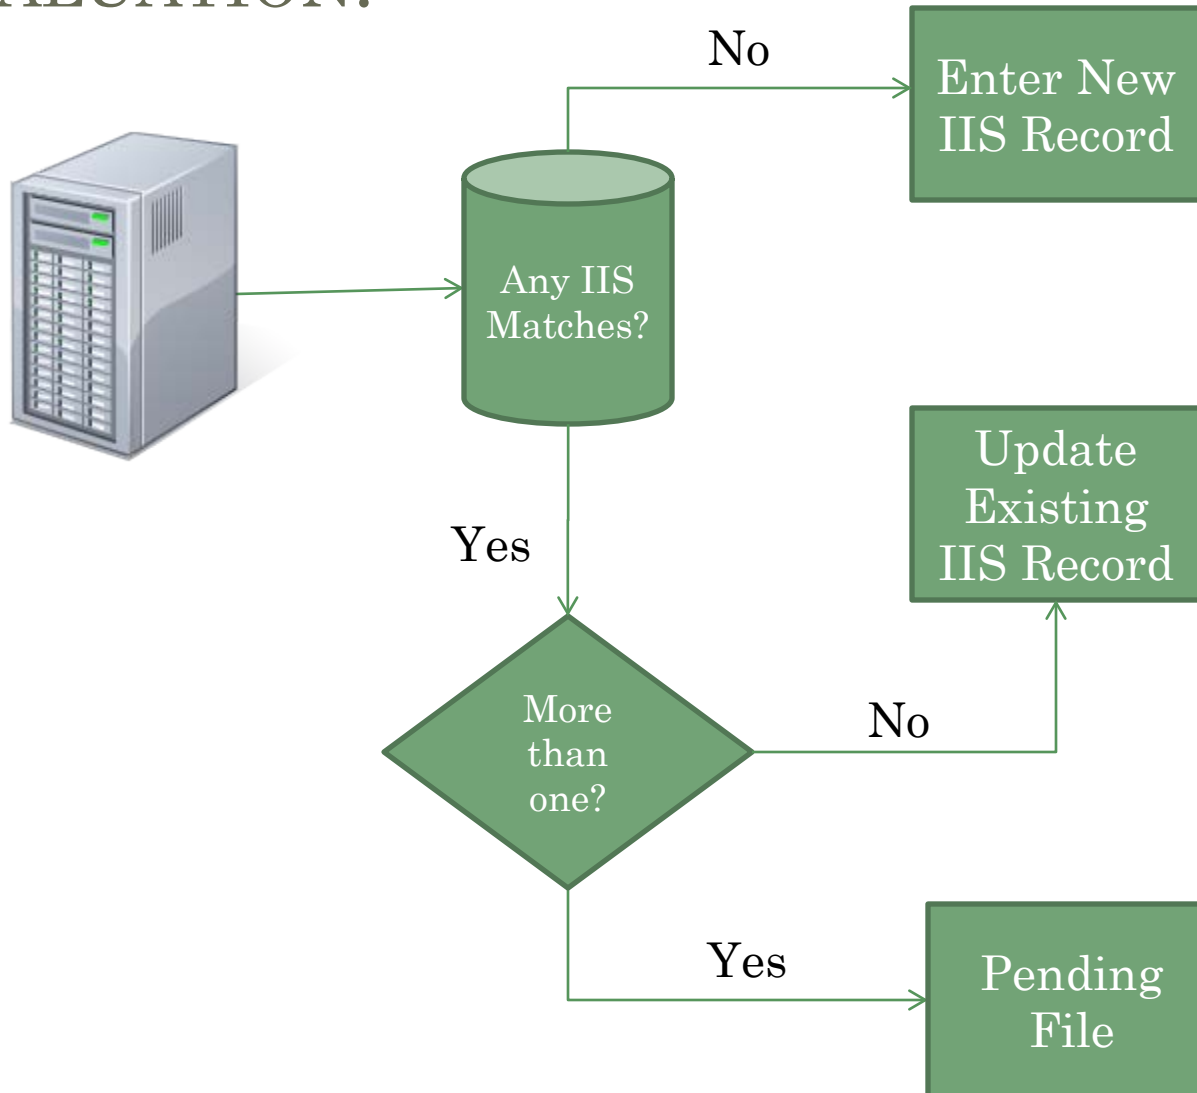 No
Enter New
IIS Record
Any IIS
Matches?
Update
Existing
IIS Record
Yes
More
than
one?
No
Yes
Pending
File